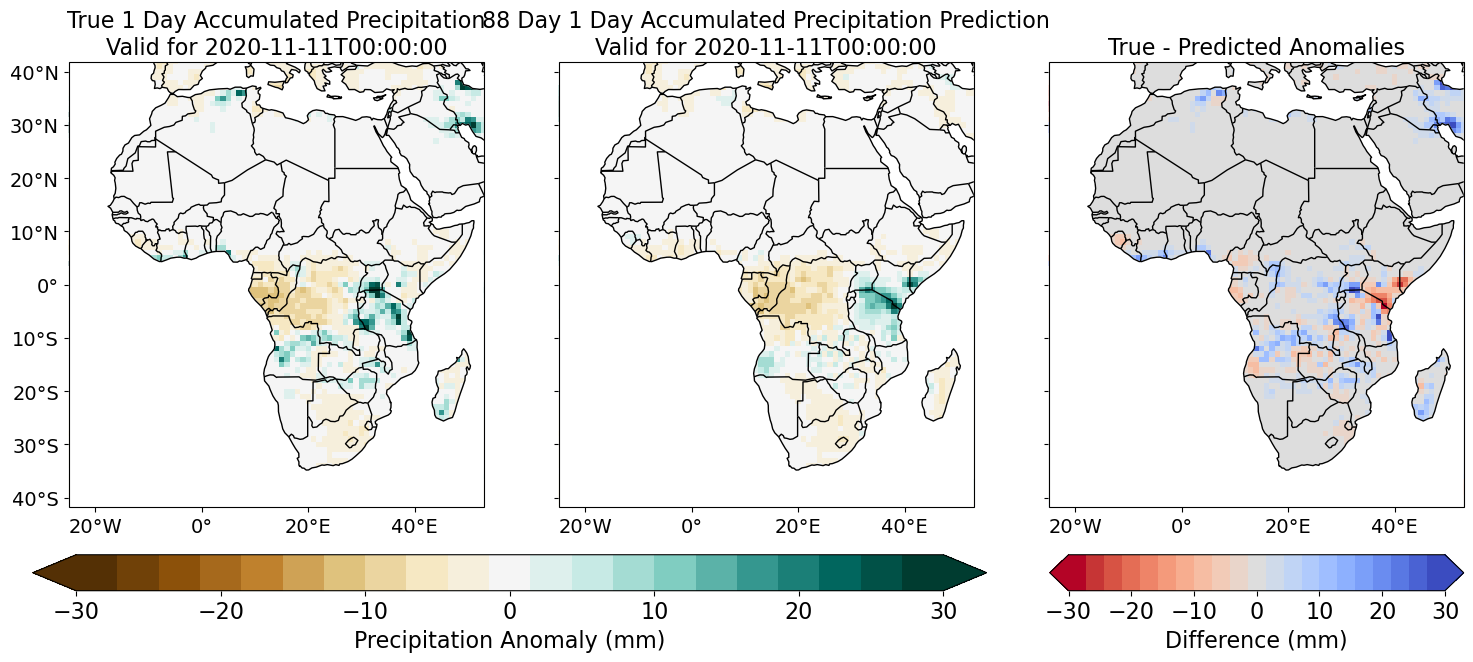 True 1 Day Accumulated Precipitation
Valid for 2020-11-11T00:00:00
88 Day 1 Day Accumulated Precipitation Prediction
Valid for 2020-11-11T00:00:00
True - Predicted Anomalies
40°N
30°N
20°N
10°N
0°
10°S
20°S
30°S
40°S
20°W 0° 20°E 40°E
20°W 0° 20°E 40°E
20°W 0° 20°E 40°E
−30 −20 −10 0 10 20 30
Precipitation Anomaly (mm)
−30 −20 −10 0 10 20 30
Difference (mm)